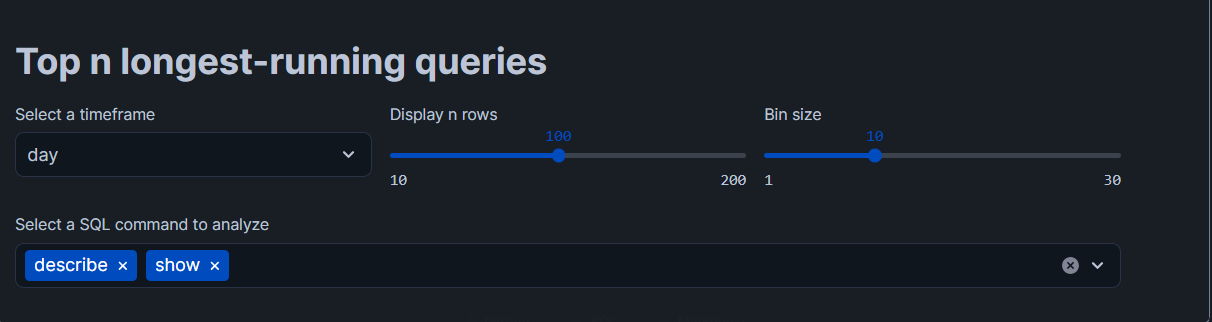 Top n longest-running queries
Select a timeframe
Display n rows
Bin size
100
10
day
10
200
1
30
Select a SQL command to analyze
describe ×
show ×